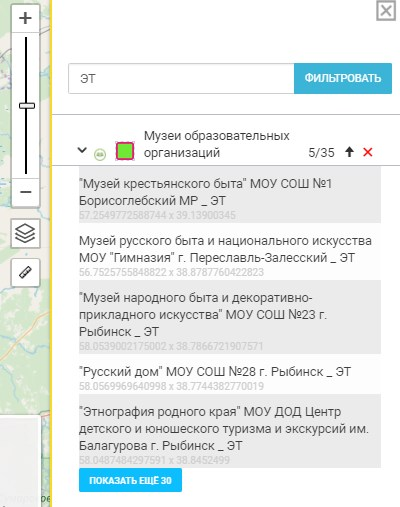 ЭТ
ФИЛЬТРОВАТЬ
Музеи образовательных
организаций
5/35
"Музей крестьянского быта" МОУ СОШ №1
Борисоглебский МР _ ЭТ
57.2549772588744 x 39.13900345
Музей русского быта и национального искусства
МОУ "Гимназия" г. Переславль-Залесский _ ЭТ
56.7525755848822 x 38.8787760422823
"Музей народного быта и декоративно-
прикладного искусства" МОУ СОШ №23 г.
Рыбинск _ ЭТ
58.0539002175002 x 38.7866721907571
"Русский дом" МОУ СОШ №28 г. Рыбинск _ ЭТ
58.0569969640998 x 38.7744382770019
"Этнография родного края" МОУ ДОД Центр
детского и юношеского туризма и экскурсий им.
Балагурова г. Рыбинск _ ЭТ
58.0487484297591 x 38.8452499
ПОКАЗАТЬ ЕЩЁ 30